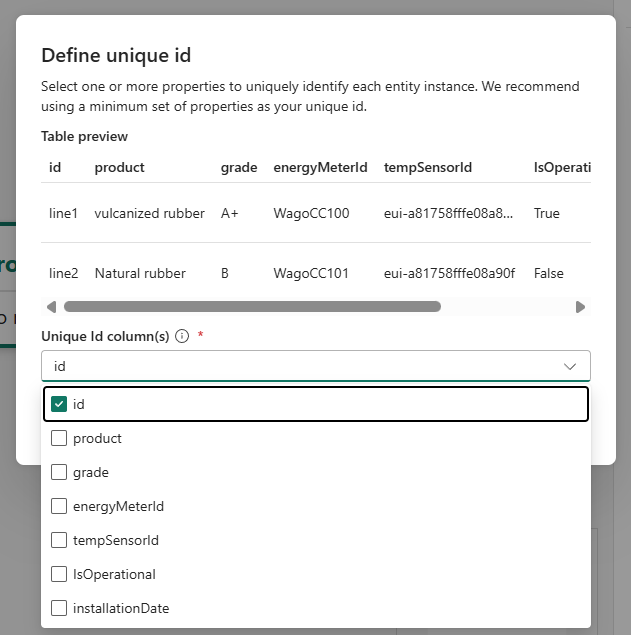 Define unique id
Select one or more properties to uniquely identify each entity instance. We recommend
using a minimum set of properties as your unique id.
Table preview
id product grade energyMeterId tempSensorId IsOperati
line1 vulcanized rubber A+ WagoCC100 eui-a81758fffe08a8... True
line2 Natural rubber B WagoCC101 eui-a81758fffe08a90f False
Unique Id column(s) *
id
id
product
grade
energyMeterId
tempSensorId
IsOperational
installationDate